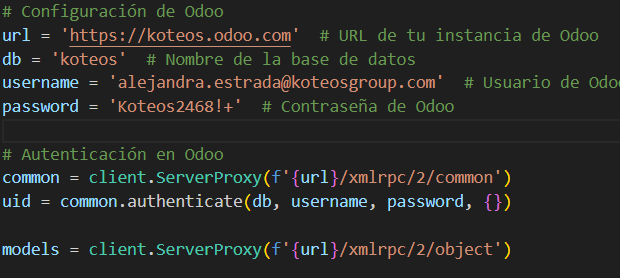 # Configuración de Odoo
url = 'https://koteos.odoo.com'  # URL de tu instancia de Odoo
db = 'koteos'  # Nombre de la base de datos
username = 'alejandra.estrada@koteosgroup.com'  # Usuario de Odoo
password = 'Koteos2468!+'  # Contraseña de Odoo
# Autenticación en Odoo
common = client.ServerProxy(f'{url}/xmlrpc/2/common')
uid = common.authenticate(db, username, password, {})
models = client.ServerProxy(f'{url}/xmlrpc/2/object')